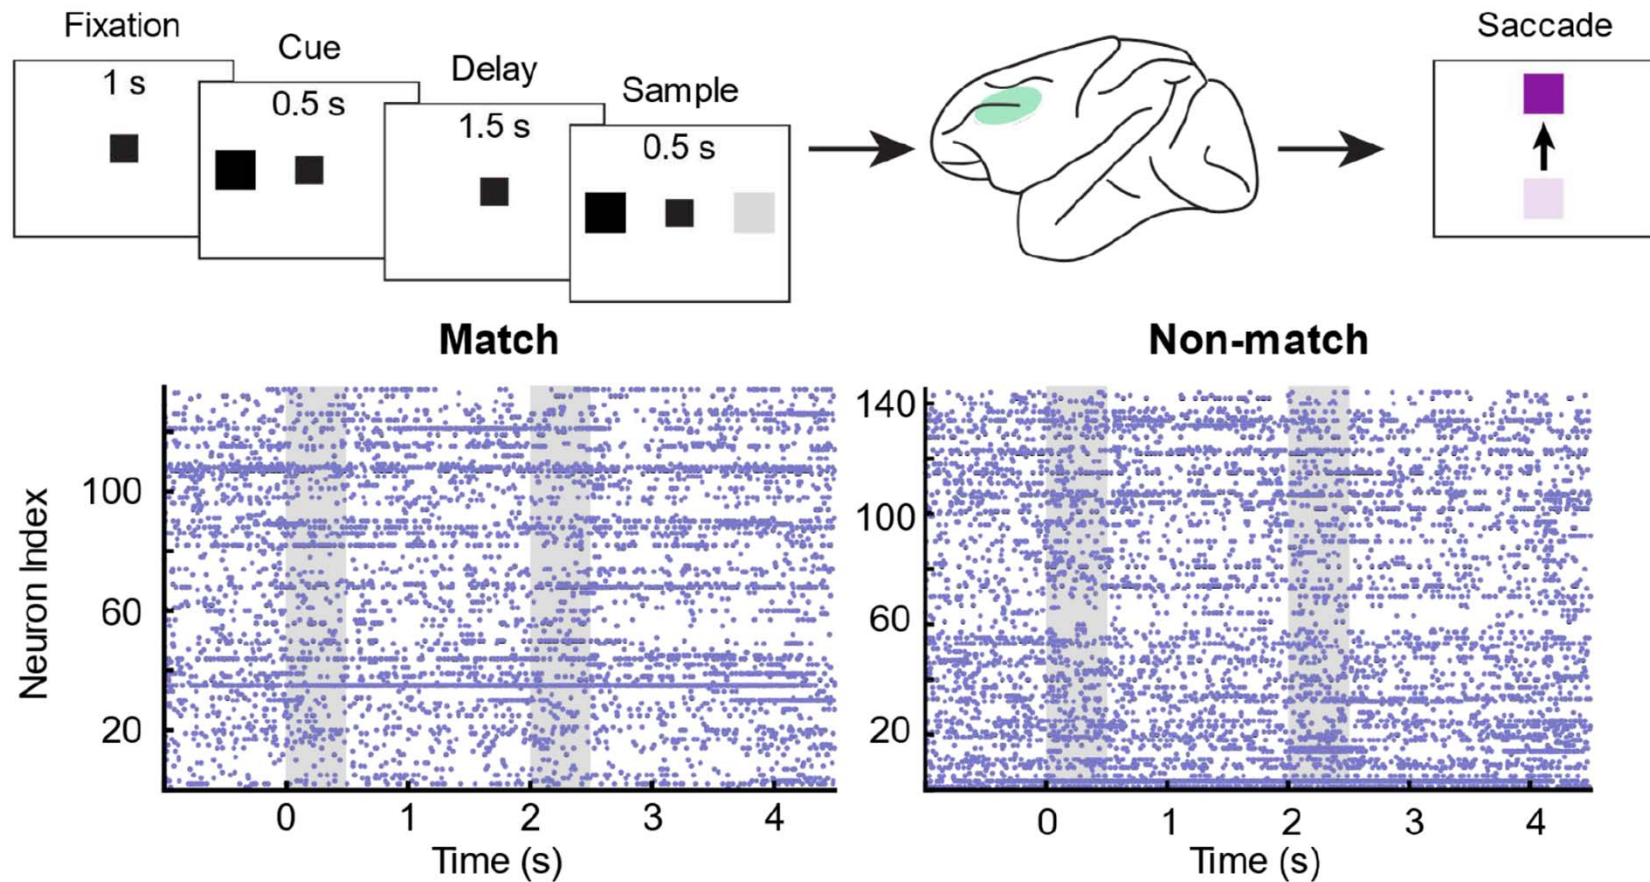 Fixation
1 s
Cue
0.5 s
Delay
1.5 s
Sample
0.5 s
Saccade
Match
Non-match
Neuron Index
100
60
20
0 1 2 3 4
Time (s)
140
100
60
20
0 1 2 3 4
Time (s)